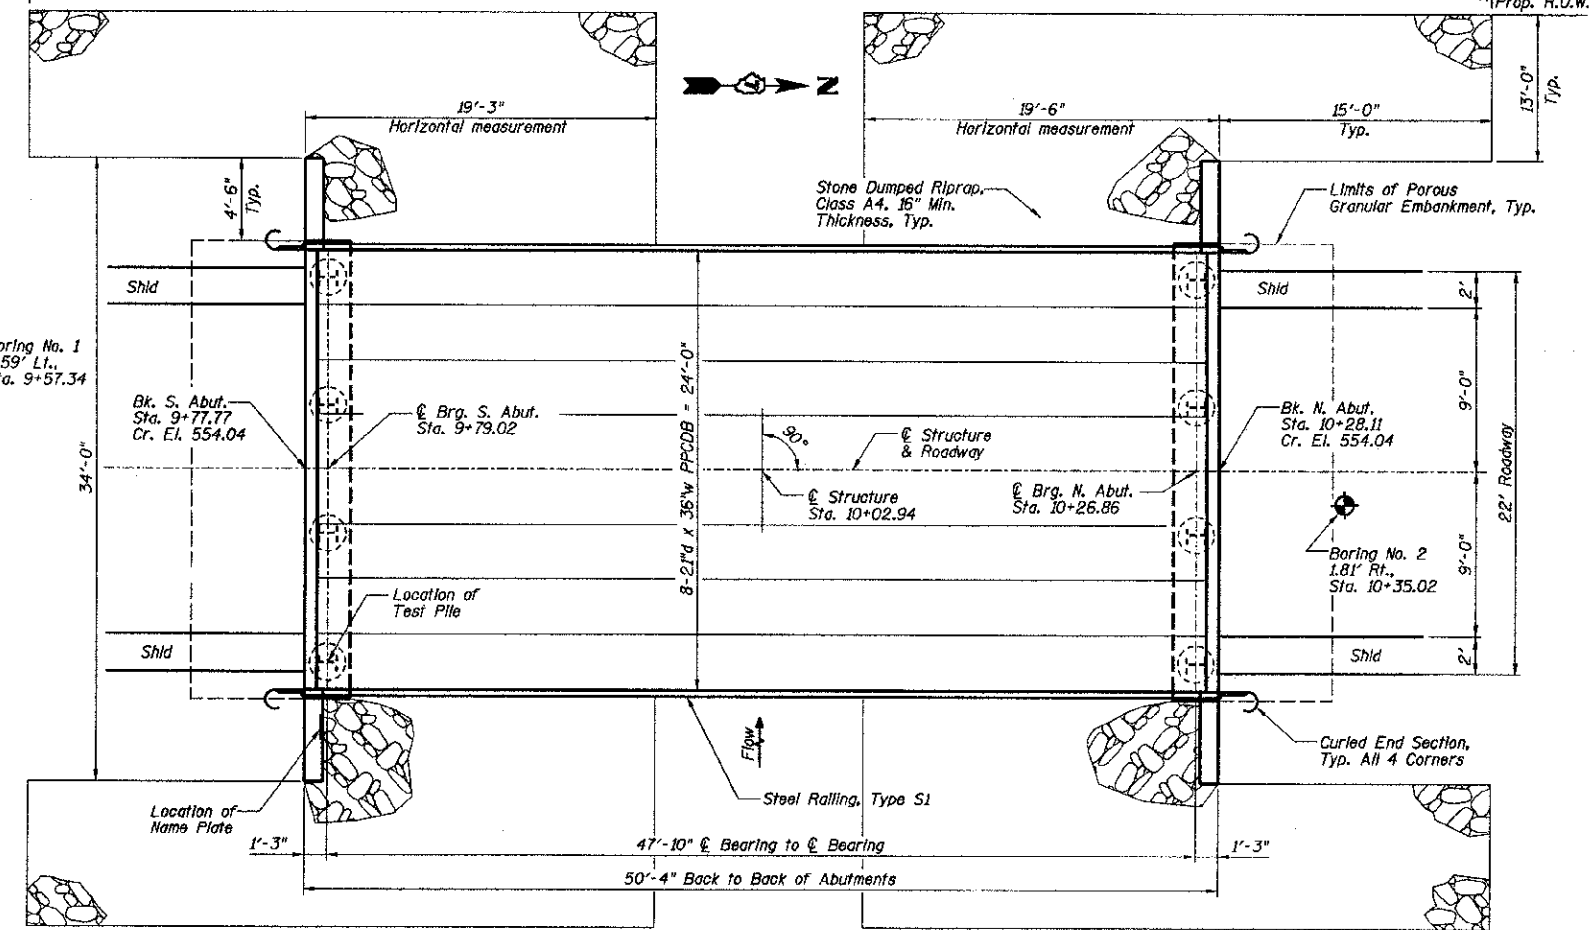 Prop. R.O.W.
N
19'-3"
Horizontal measurement
19'-6"
Horizontal measurement
15'-0"
Typ.
13'-0"
Typ.
4'-6"
Typ.
Stone Dumped Riprap,
Class A4. 16" Min.
Thickness, Typ.
Limits of Porous
Granular Embankment, Typ.
Shld
Shld
2'
oring No. 1
59' Lt.,
ta. 9+57.34
Bk. S. Abut.
Sta. 9+77.77
Cr. El. 554.04
℄ Brg. S. Abut.
Sta. 9+79.02
8-21"d x 36"w PPCDB = 24'-0"
90°
℄ Structure
& Roadway
℄ Structure
Sta. 10+02.94
℄ Brg. N. Abut.
Sta. 10+26.86
Bk. N. Abut.
Sta. 10+28.11
Cr. El. 554.04
9'-0"
22' Roadway
34'-0"
Boring No. 2
1.81' Rt.,
Sta. 10+35.02
9'-0"
Location of
Test Pile
Shld
Shld
2'
Flow
Curled End Section,
Typ. All 4 Corners
Steel Railing, Type S1
Location of
Name Plate
1'-3"
47'-10" ℄ Bearing to ℄ Bearing
1'-3"
50'-4" Back to Back of Abutments